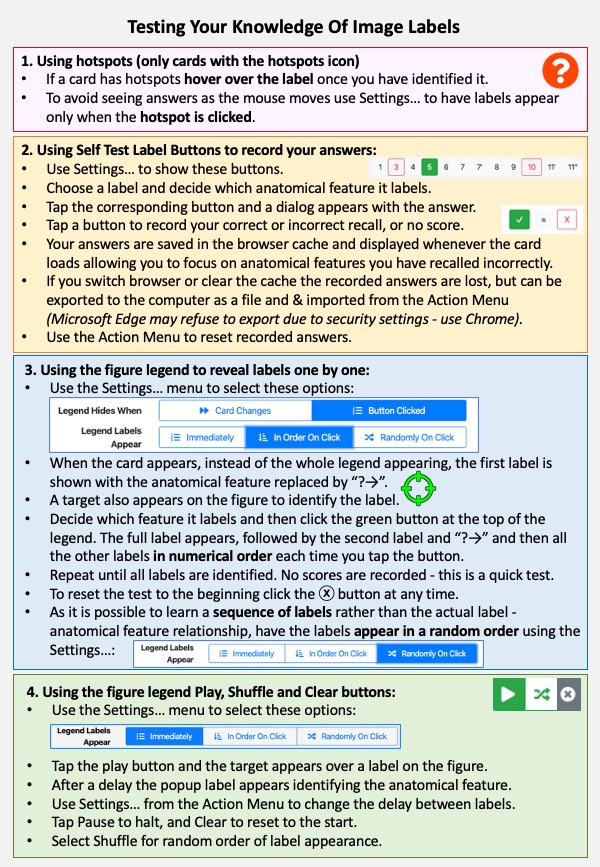 Testing Your Knowledge Of Image Labels
1. Using hotspots (only cards with the hotspots icon)
• If a card has hotspots hover over the label once you have identified it.
• To avoid seeing answers as the mouse moves use Settings... to have labels appear
only when the hotspot is clicked.
?
2. Using Self Test Label Buttons to record your answers:
• Use Settings... to show these buttons.
1 3 4 5 6 7 7' 8 9 10 11' 11"
• Choose a label and decide which anatomical feature it labels.
• Tap the corresponding button and a dialog appears with the answer.
• Tap a button to record your correct or incorrect recall, or no score.
✓ = X
• Your answers are saved in the browser cache and displayed whenever the card
loads allowing you to focus on anatomical features you have recalled incorrectly.
• If you switch browser or clear the cache the recorded answers are lost, but can be
exported to the computer as a file and & imported from the Action Menu
(Microsoft Edge may refuse to export due to security settings - use Chrome).
• Use the Action Menu to reset recorded answers.
3. Using the figure legend to reveal labels one by one:
• Use the Settings... menu to select these options:
Legend Hides When Card Changes Button Clicked
Legend Labels
Appear Immediately In Order On Click Randomly On Click
• When the card appears, instead of the whole legend appearing, the first label is
shown with the anatomical feature replaced by “?→”.
• A target also appears on the figure to identify the label.
• Decide which feature it labels and then click the green button at the top of the
legend. The full label appears, followed by the second label and “?→” and then all
the other labels in numerical order each time you tap the button.
• Repeat until all labels are identified. No scores are recorded - this is a quick test.
• To reset the test to the beginning click the ⓧ button at any time.
• As it is possible to learn a sequence of labels rather than the actual label -
anatomical feature relationship, have the labels appear in a random order using the
Settings...:
Legend Labels
Appear Immediately In Order On Click Randomly On Click
4. Using the figure legend Play, Shuffle and Clear buttons:
• Use the Settings... menu to select these options:
Legend Labels
Appear Immediately In Order On Click Randomly On Click
• Tap the play button and the target appears over a label on the figure.
• After a delay the popup label appears identifying the anatomical feature.
• Use Settings... from the Action Menu to change the delay between labels.
• Tap Pause to halt, and Clear to reset to the start.
• Select Shuffle for random order of label appearance.